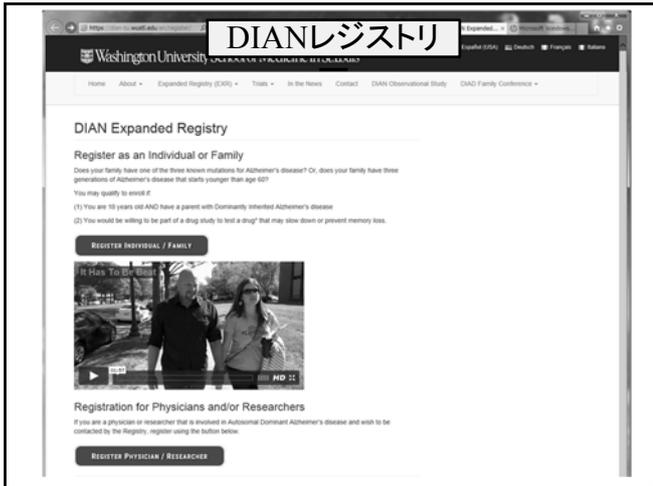 DIANレジストリ
Washington University School of Medicine in St. Louis
Español (USA) Deutsch Français Italiano
Home About Expanded Registry (EXR) Trials In the News Contact DIAN Observational Study DIAD Family Conference
DIAN Expanded Registry
Register as an Individual or Family
Does your family have one of the three known mutations for Alzheimer's disease? Or, does your family have three
generations of Alzheimer's disease that starts younger than age 60?
You may qualify to enroll if:
(1) You are 18 years old AND have a parent with Dominantly Inherited Alzheimer's disease
(2) You would be willing to be part of a drug study to test a drug* that may slow down or prevent memory loss.
REGISTER INDIVIDUAL / FAMILY
It Has To Be Beat
01:57
HD
Registration for Physicians and/or Researchers
If you are a physician or researcher that is involved in Autosomal Dominant Alzheimer's disease and wish to be
contacted by the Registry, register using the button below.
REGISTER PHYSICIAN / RESEARCHER